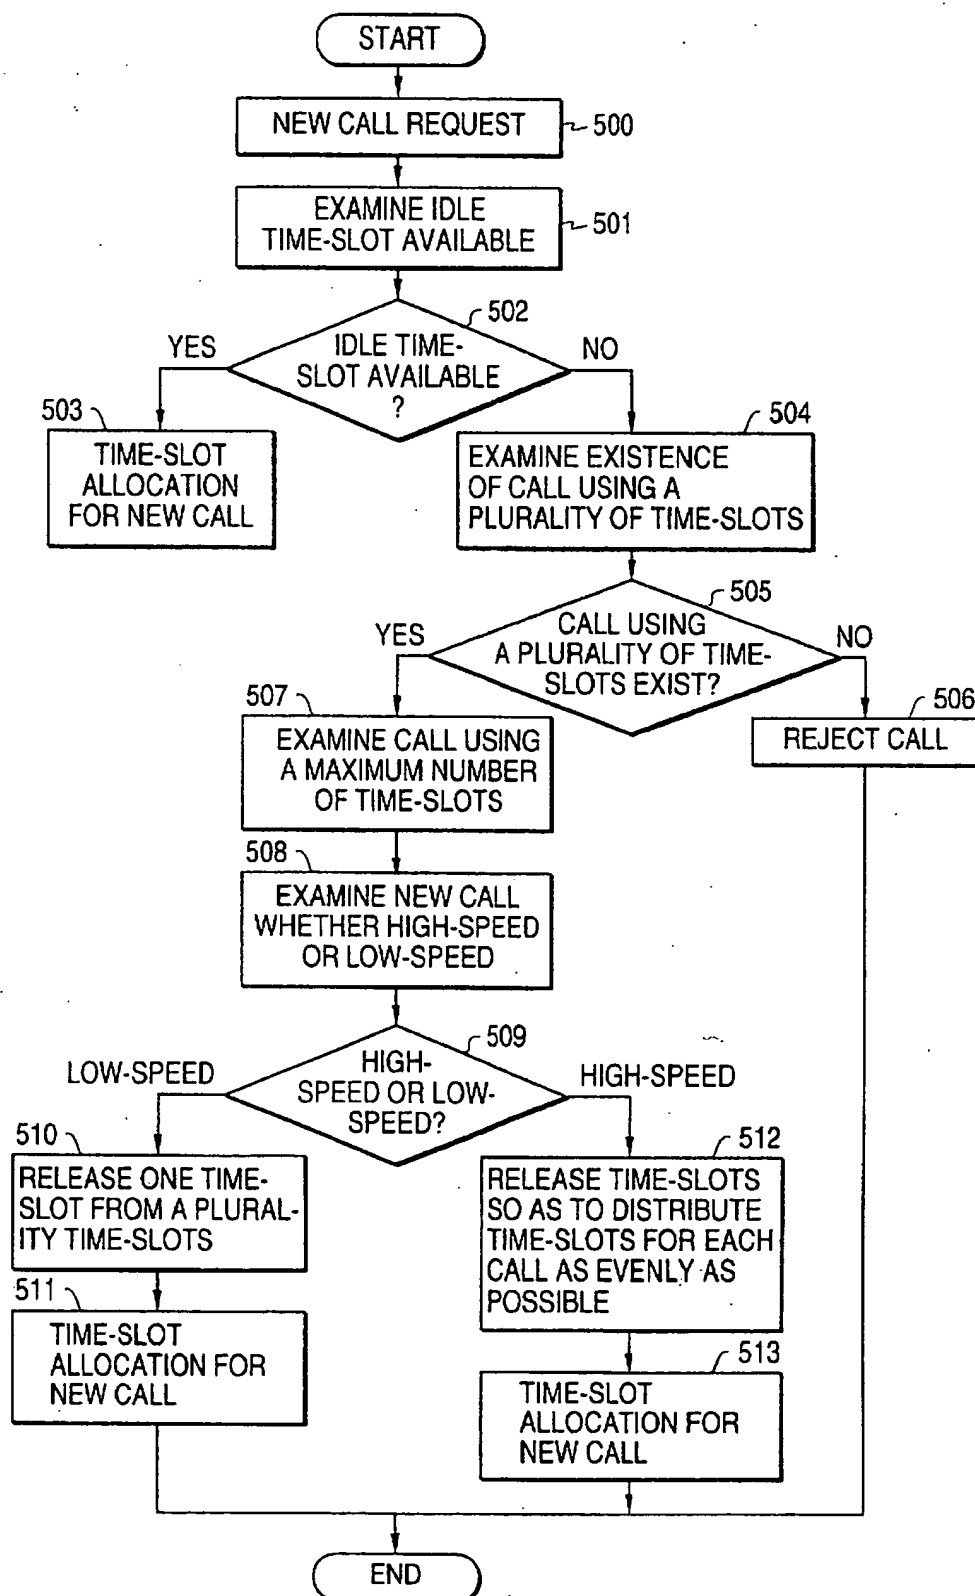 START
NEW CALL REQUEST
500
EXAMINE IDLE
TIME-SLOT AVAILABLE
501
502
IDLE TIME-
SLOT AVAILABLE
?
YES
NO
503
TIME-SLOT
ALLOCATION
FOR NEW CALL
504
EXAMINE EXISTENCE
OF CALL USING A
PLURALITY OF TIME-SLOTS
505
CALL USING
A PLURALITY OF TIME-
SLOTS EXIST?
YES
NO
506
REJECT CALL
507
EXAMINE CALL USING
A MAXIMUM NUMBER
OF TIME-SLOTS
508
EXAMINE NEW CALL
WHETHER HIGH-SPEED
OR LOW-SPEED
509
HIGH-
SPEED OR LOW-
SPEED?
LOW-SPEED
HIGH-SPEED
510
RELEASE ONE TIME-
SLOT FROM A PLURAL-
ITY TIME-SLOTS
511
TIME-SLOT
ALLOCATION FOR
NEW CALL
512
RELEASE TIME-SLOTS
SO AS TO DISTRIBUTE
TIME-SLOTS FOR EACH
CALL AS EVENLY AS
POSSIBLE
513
TIME-SLOT
ALLOCATION FOR
NEW CALL
END